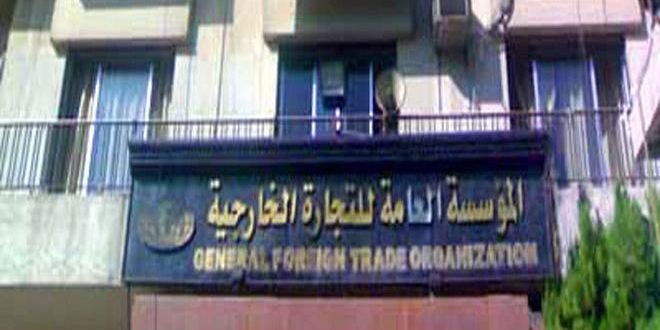 المؤسسة العامة للتجارة الخارجية
GENERAL FOREIGN TRADE ORGANIZATION